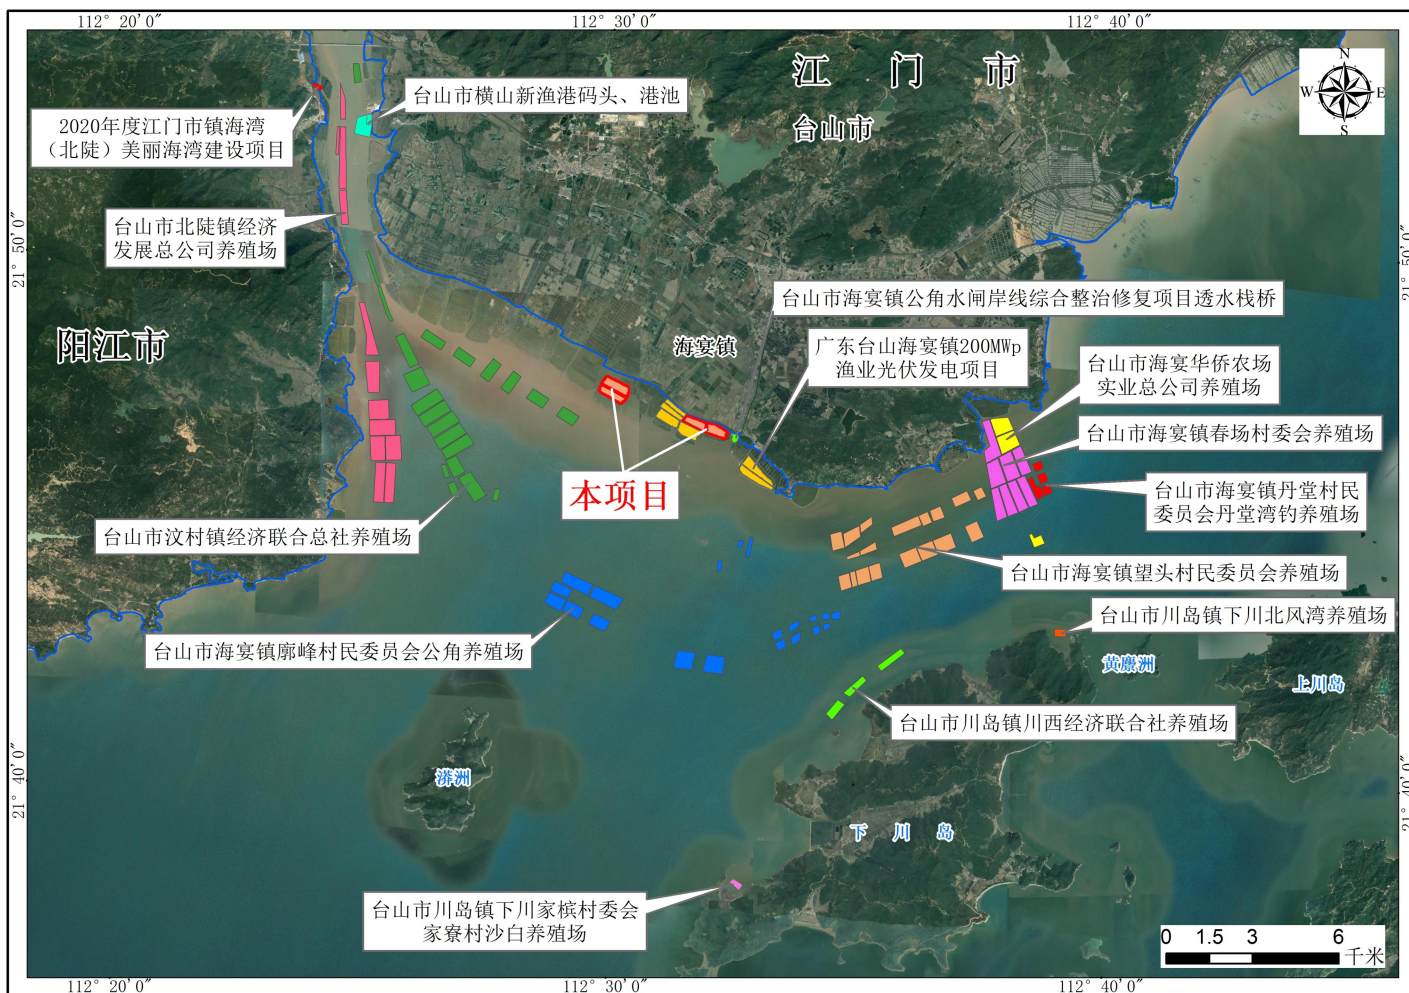 112° 20′0″
112° 30′0″
112° 40′0″
江门市
台山市
N
W
E
S
台山市横山新渔港码头、港池
2020年度江门市镇海湾
（北陡）美丽海湾建设项目
台山市北陡镇经济
发展总公司养殖场
21° 50′0″
21° 50′0″
台山市海宴镇公角水闸岸线综合整治修复项目透水栈桥
阳江市
海宴镇
广东台山海宴镇200MWp
渔业光伏发电项目
台山市海宴华侨农场
实业总公司养殖场
台山市海宴镇春场村委会养殖场
本项目
台山市海宴镇丹堂村民
委员会丹堂湾钓养殖场
台山市汶村镇经济联合总社养殖场
台山市海宴镇望头村民委员会养殖场
台山市川岛镇下川北风湾养殖场
台山市海宴镇廓峰村民委员会公角养殖场
黄麖洲
上川岛
台山市川岛镇川西经济联合社养殖场
漭洲
21° 40′0″
21° 40′0″
下川岛
台山市川岛镇下川家槟村委会
家寮村沙白养殖场
0 1.5 3 6
千米
112° 20′0″
112° 30′0″
112° 40′0″